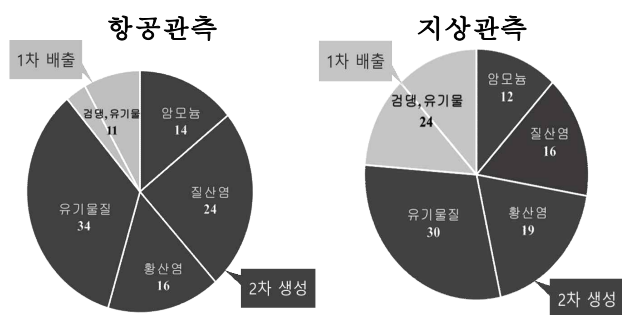 항공관측
1차 배출
검댕,유기물
11
암모늄
14
질산염
24
황산염
16
유기물질
34
2차 생성
지상관측
1차 배출
검댕,유기물
24
암모늄
12
질산염
16
황산염
19
유기물질
30
2차 생성